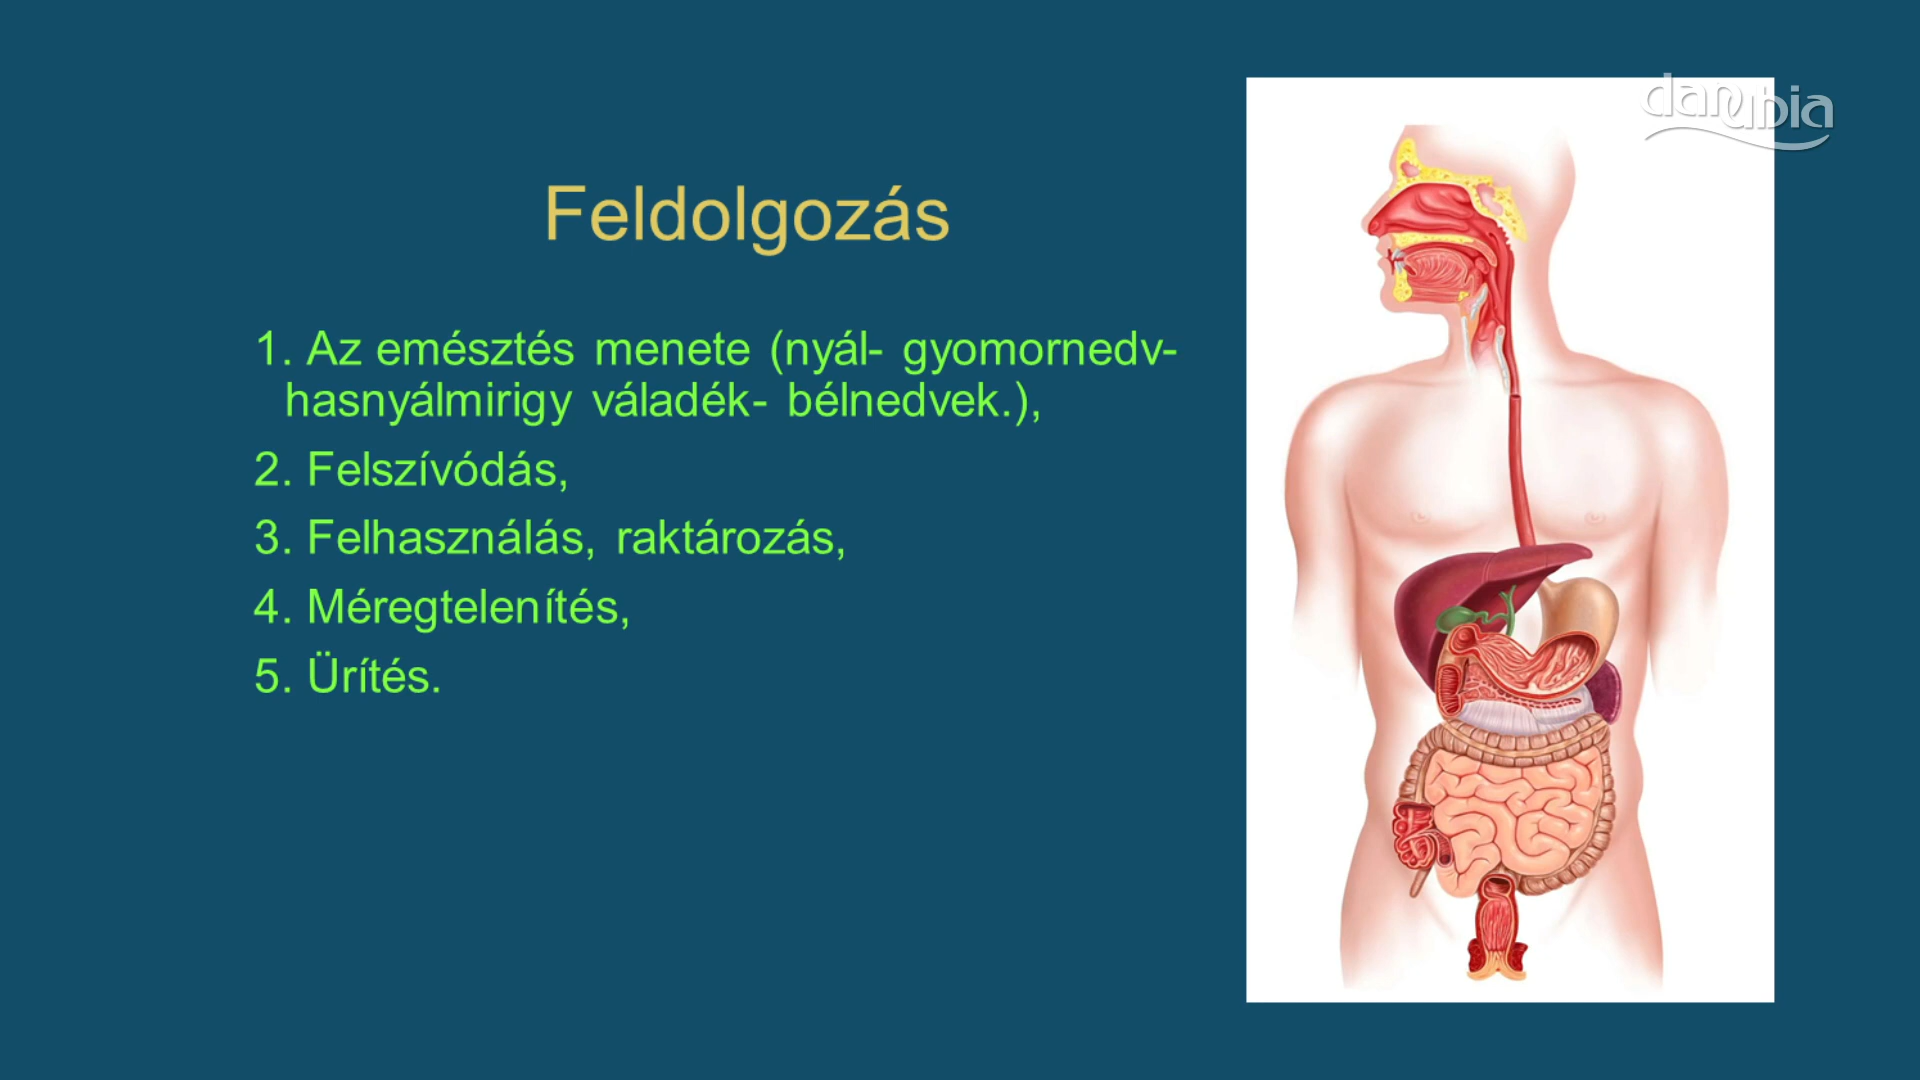 danubia
Feldolgozás
1. Az emésztés menete (nyál- gyomornedv-
hasnyálmirigy váladék- bélnedvek.),
2. Felszívódás,
3. Felhasználás, raktározás,
4. Méregtelenítés,
5. Ürítés.